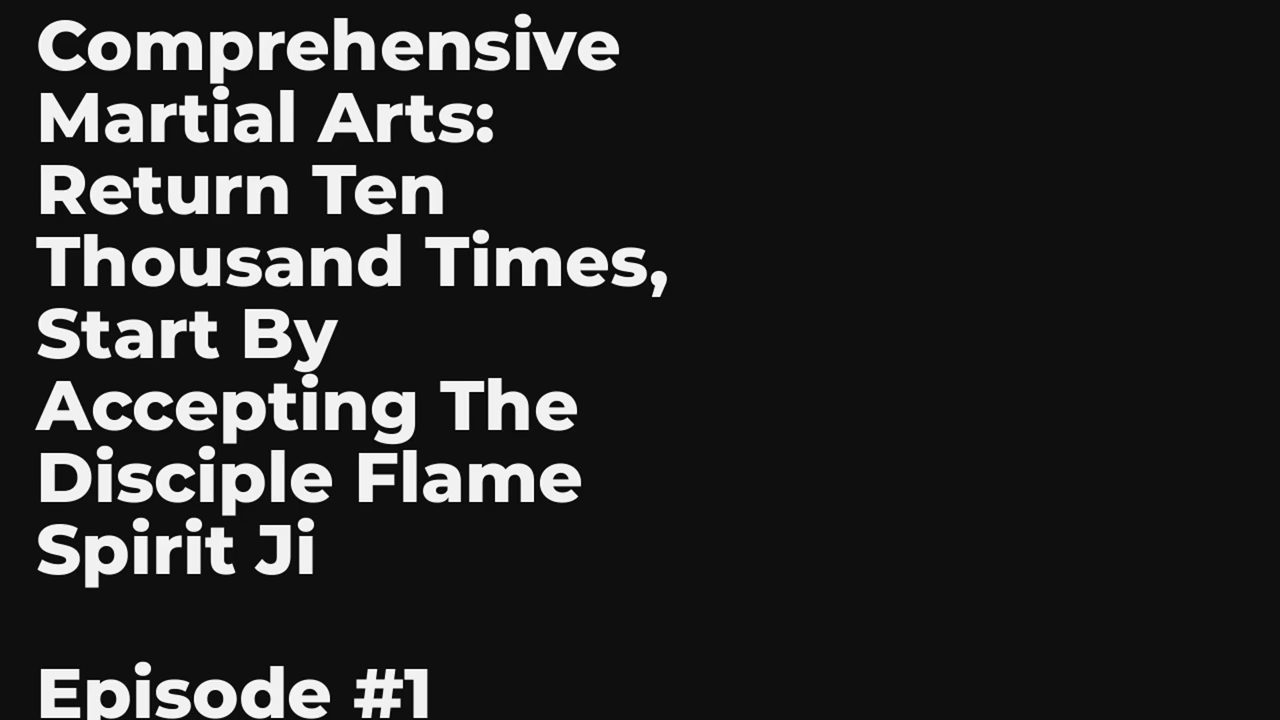 Comprehensive
Martial Arts:
Return Ten
Thousand Times,
Start By
Accepting The
Disciple Flame
Spirit Ji
Episode #1